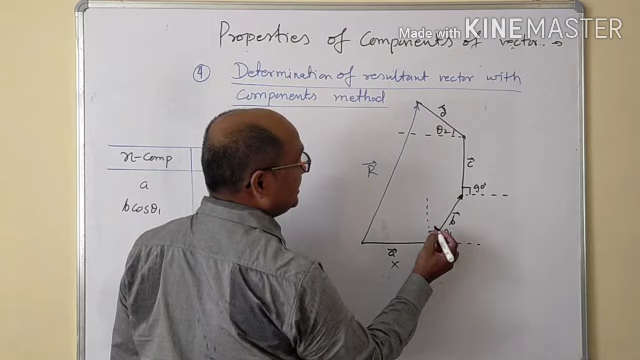 Made with KINEMASTER
Properties of Components of vector
④ Determination of resultant vector with
Components method
x-Comp
a
b cosθ₁
R⃗
d⃗
θ₂
c⃗
90°
b⃗
a⃗
X